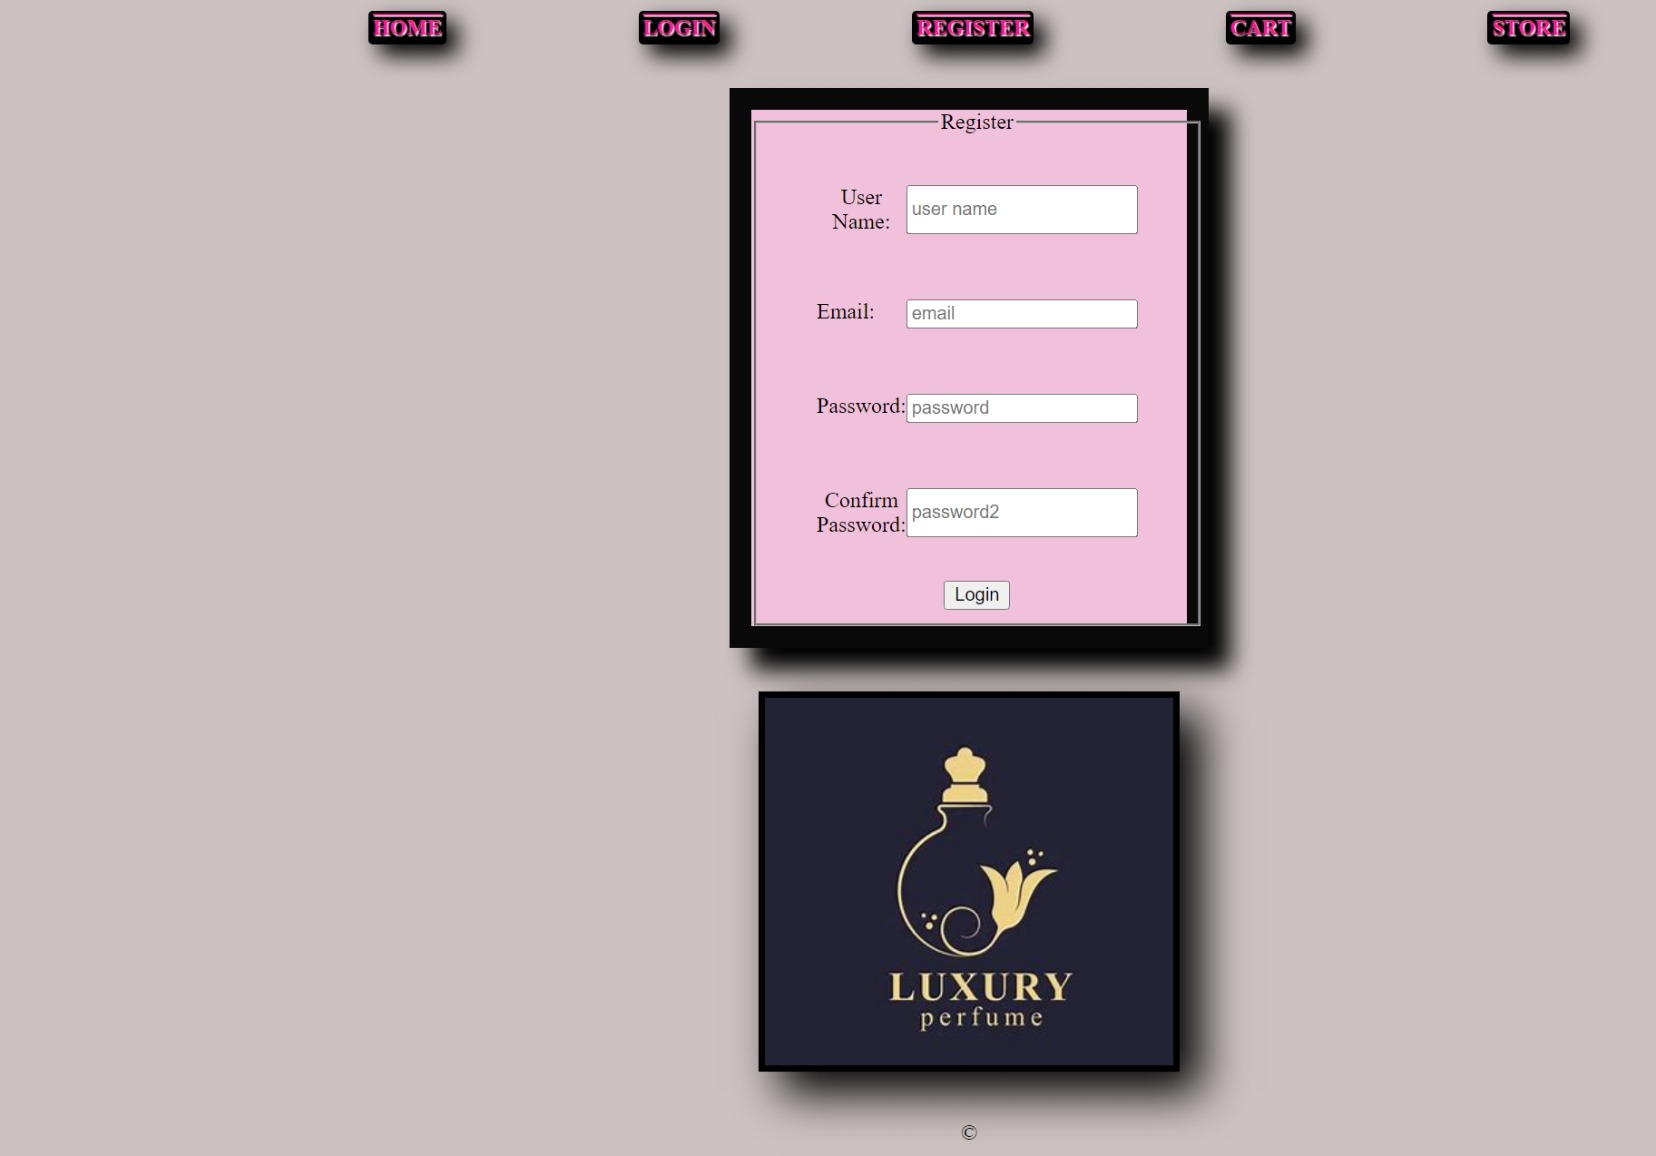 HOME LOGIN REGISTER CART STORE
Register
User
Name:
user name
Email: email
Password: password
Confirm
Password:
password2
Login
LUXURY
perfume
©